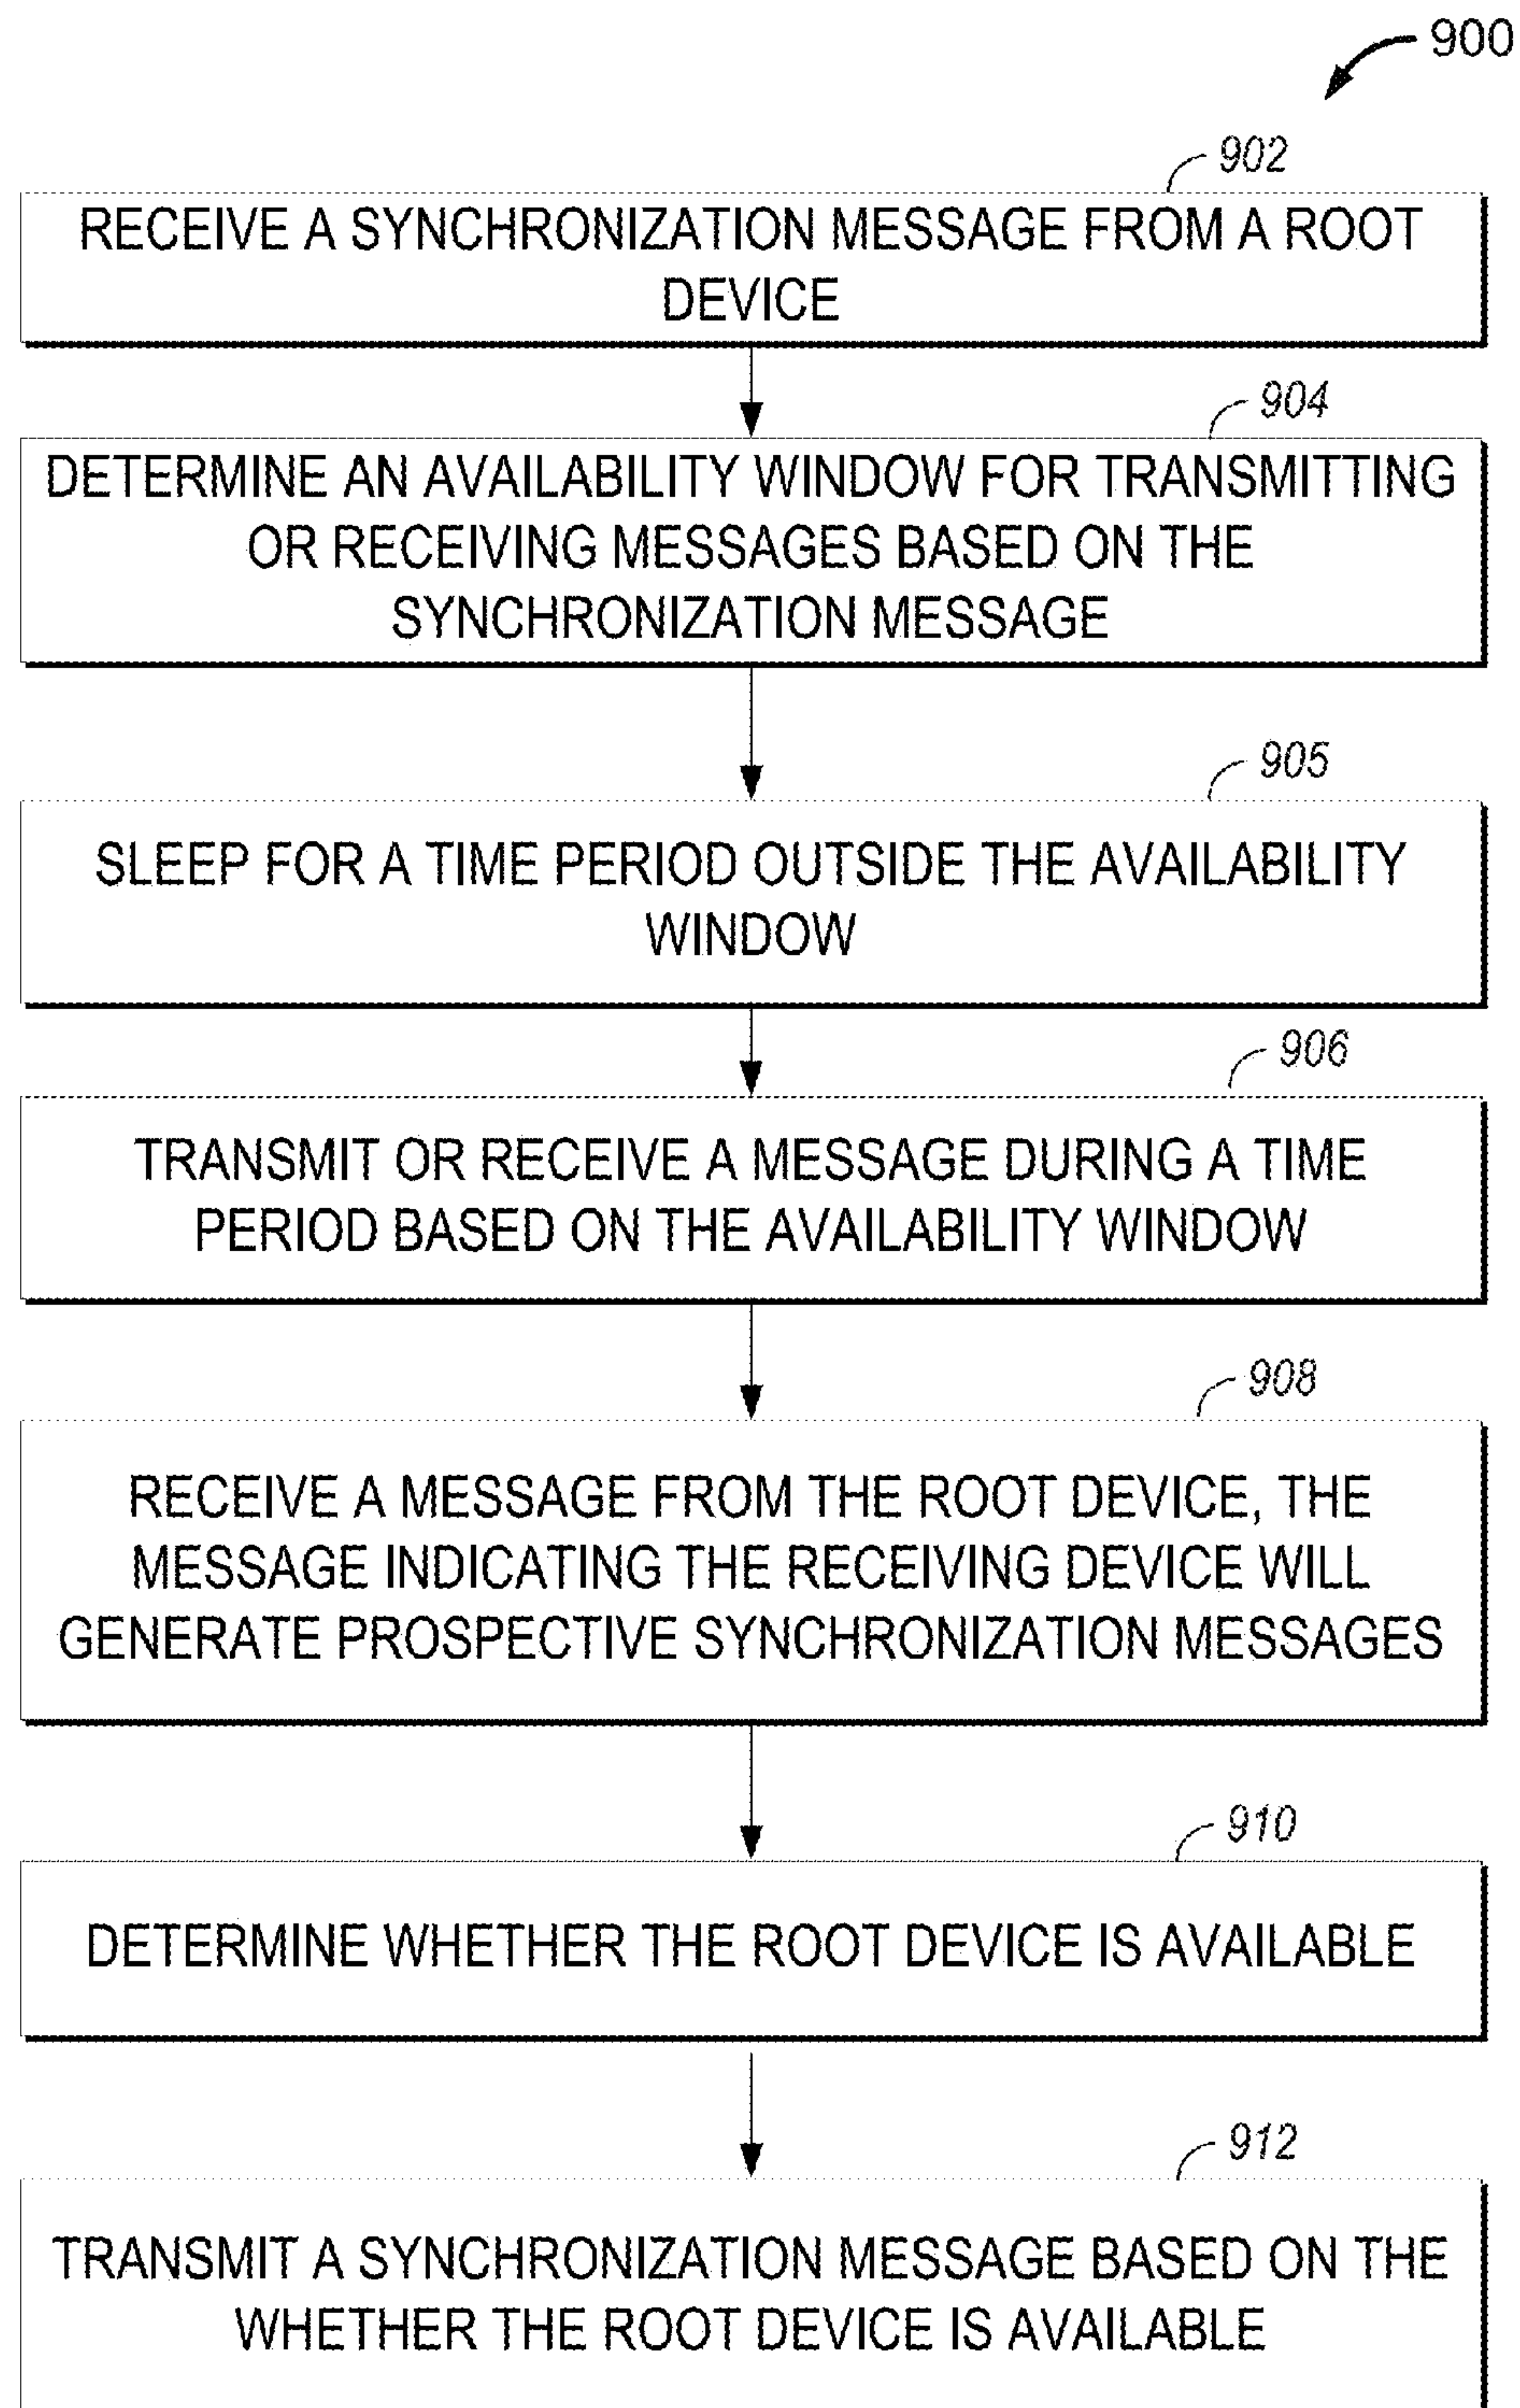 900
902
RECEIVE A SYNCHRONIZATION MESSAGE FROM A ROOT
DEVICE
904
DETERMINE AN AVAILABILITY WINDOW FOR TRANSMITTING
OR RECEIVING MESSAGES BASED ON THE
SYNCHRONIZATION MESSAGE
905
SLEEP FOR A TIME PERIOD OUTSIDE THE AVAILABILITY
WINDOW
906
TRANSMIT OR RECEIVE A MESSAGE DURING A TIME
PERIOD BASED ON THE AVAILABILITY WINDOW
908
RECEIVE A MESSAGE FROM THE ROOT DEVICE, THE
MESSAGE INDICATING THE RECEIVING DEVICE WILL
GENERATE PROSPECTIVE SYNCHRONIZATION MESSAGES
910
DETERMINE WHETHER THE ROOT DEVICE IS AVAILABLE
912
TRANSMIT A SYNCHRONIZATION MESSAGE BASED ON THE
WHETHER THE ROOT DEVICE IS AVAILABLE